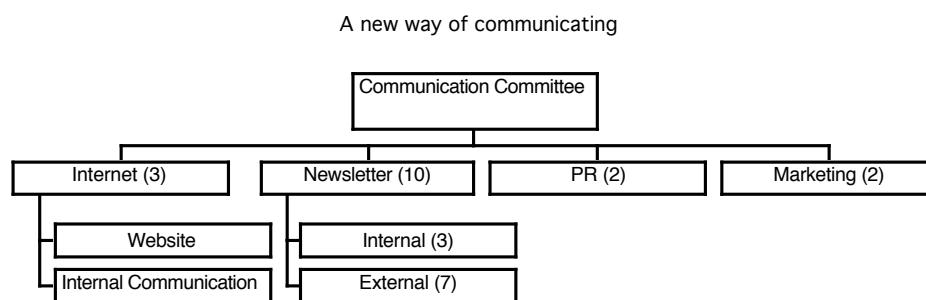 A new way of communicating
Communication Committee
Internet (3)
Newsletter (10)
PR (2)
Marketing (2)
Website
Internal (3)
Internal Communication
External (7)